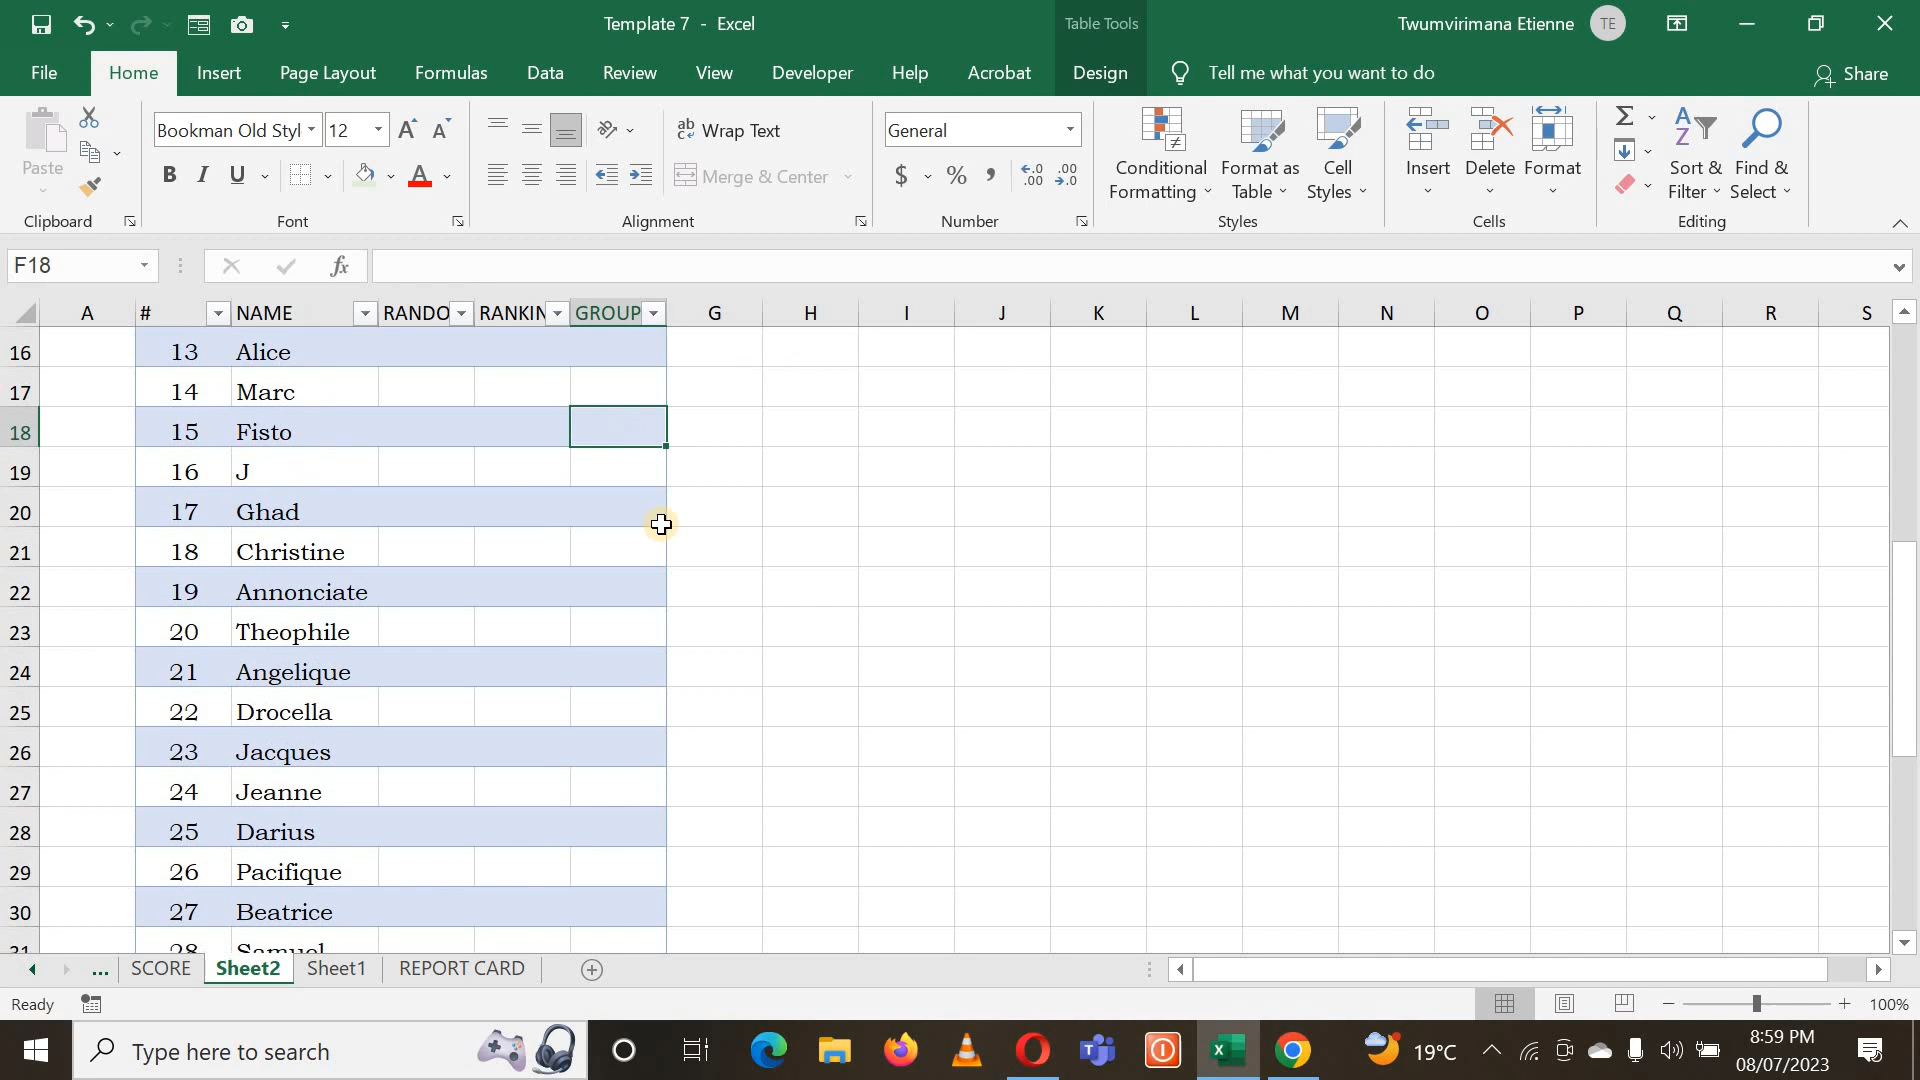 Template 7 - Excel
Table Tools
Twumvirimana Etienne
TE
File
Home
Insert
Page Layout
Formulas
Data
Review
View
Developer
Help
Acrobat
Design
Tell me what you want to do
Share
Paste
Bookman Old Styl
12
Wrap Text
General
Merge & Center
Conditional Formatting
Format as Table
Cell Styles
Insert
Delete
Format
Sort & Filter
Find & Select
Clipboard
Font
Alignment
Number
Styles
Cells
Editing
F18
fx
A # NAME RANDO RANKIN GROUP G H I J K L M N O P Q R S
16 13 Alice
17 14 Marc
18 15 Fisto
19 16 J
20 17 Ghad
21 18 Christine
22 19 Annonciate
23 20 Theophile
24 21 Angelique
25 22 Drocella
26 23 Jacques
27 24 Jeanne
28 25 Darius
29 26 Pacifique
30 27 Beatrice
31 28 Samuel
... SCORE Sheet2 Sheet1 REPORT CARD
Ready
100%
Type here to search
19°C
8:59 PM
08/07/2023